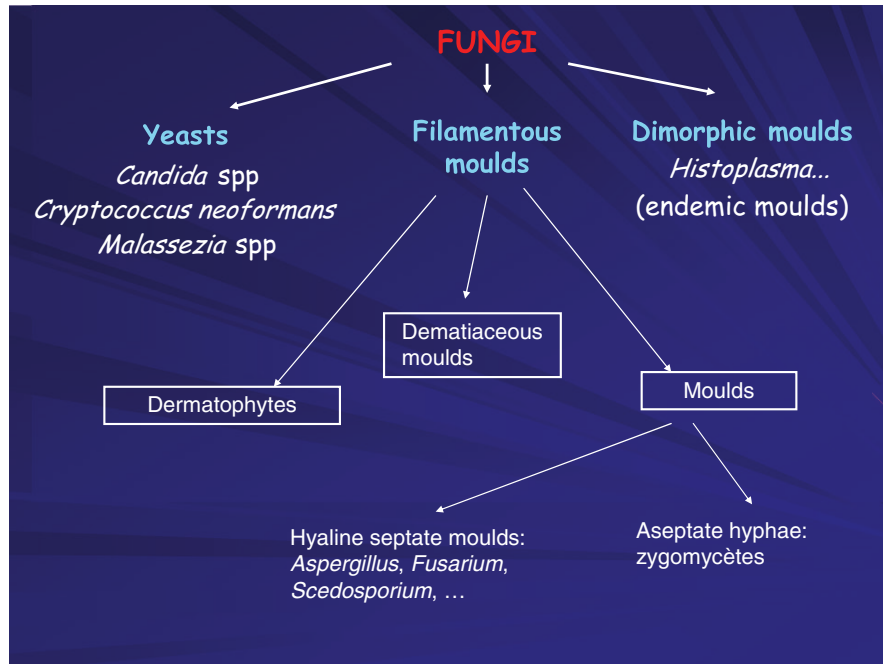 FUNGI
Yeasts
Candida spp
Cryptococcus neoformans
Malassezia spp
Filamentous
moulds
Dimorphic moulds
Histoplasma...
(endemic moulds)
Dematiaceous
moulds
Dermatophytes
Moulds
Hyaline septate moulds:
Aspergillus, Fusarium,
Scedosporium, …
Aseptate hyphae:
zygomycètes